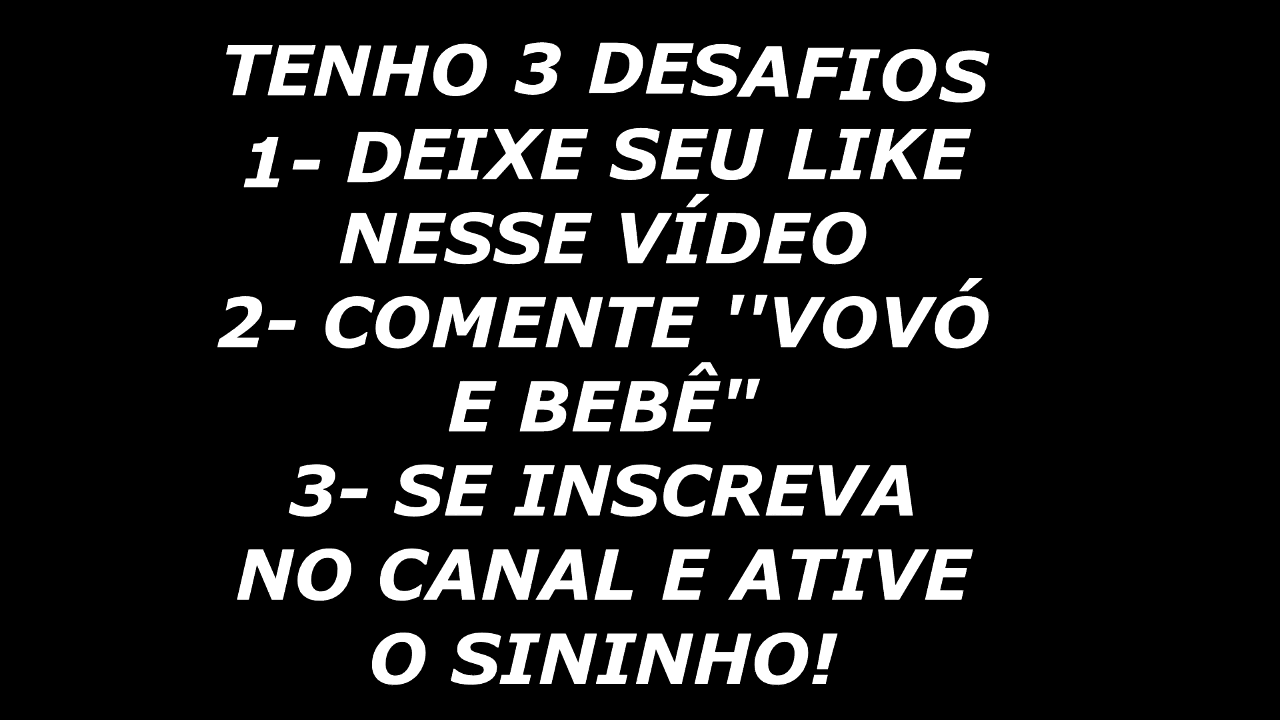 TENHO 3 DESAFIOS
1- DEIXE SEU LIKE
NESSE VÍDEO
2- COMENTE ''VOVÓ
E BEBÊ"
3- SE INSCREVA
NO CANAL E ATIVE
O SININHO!